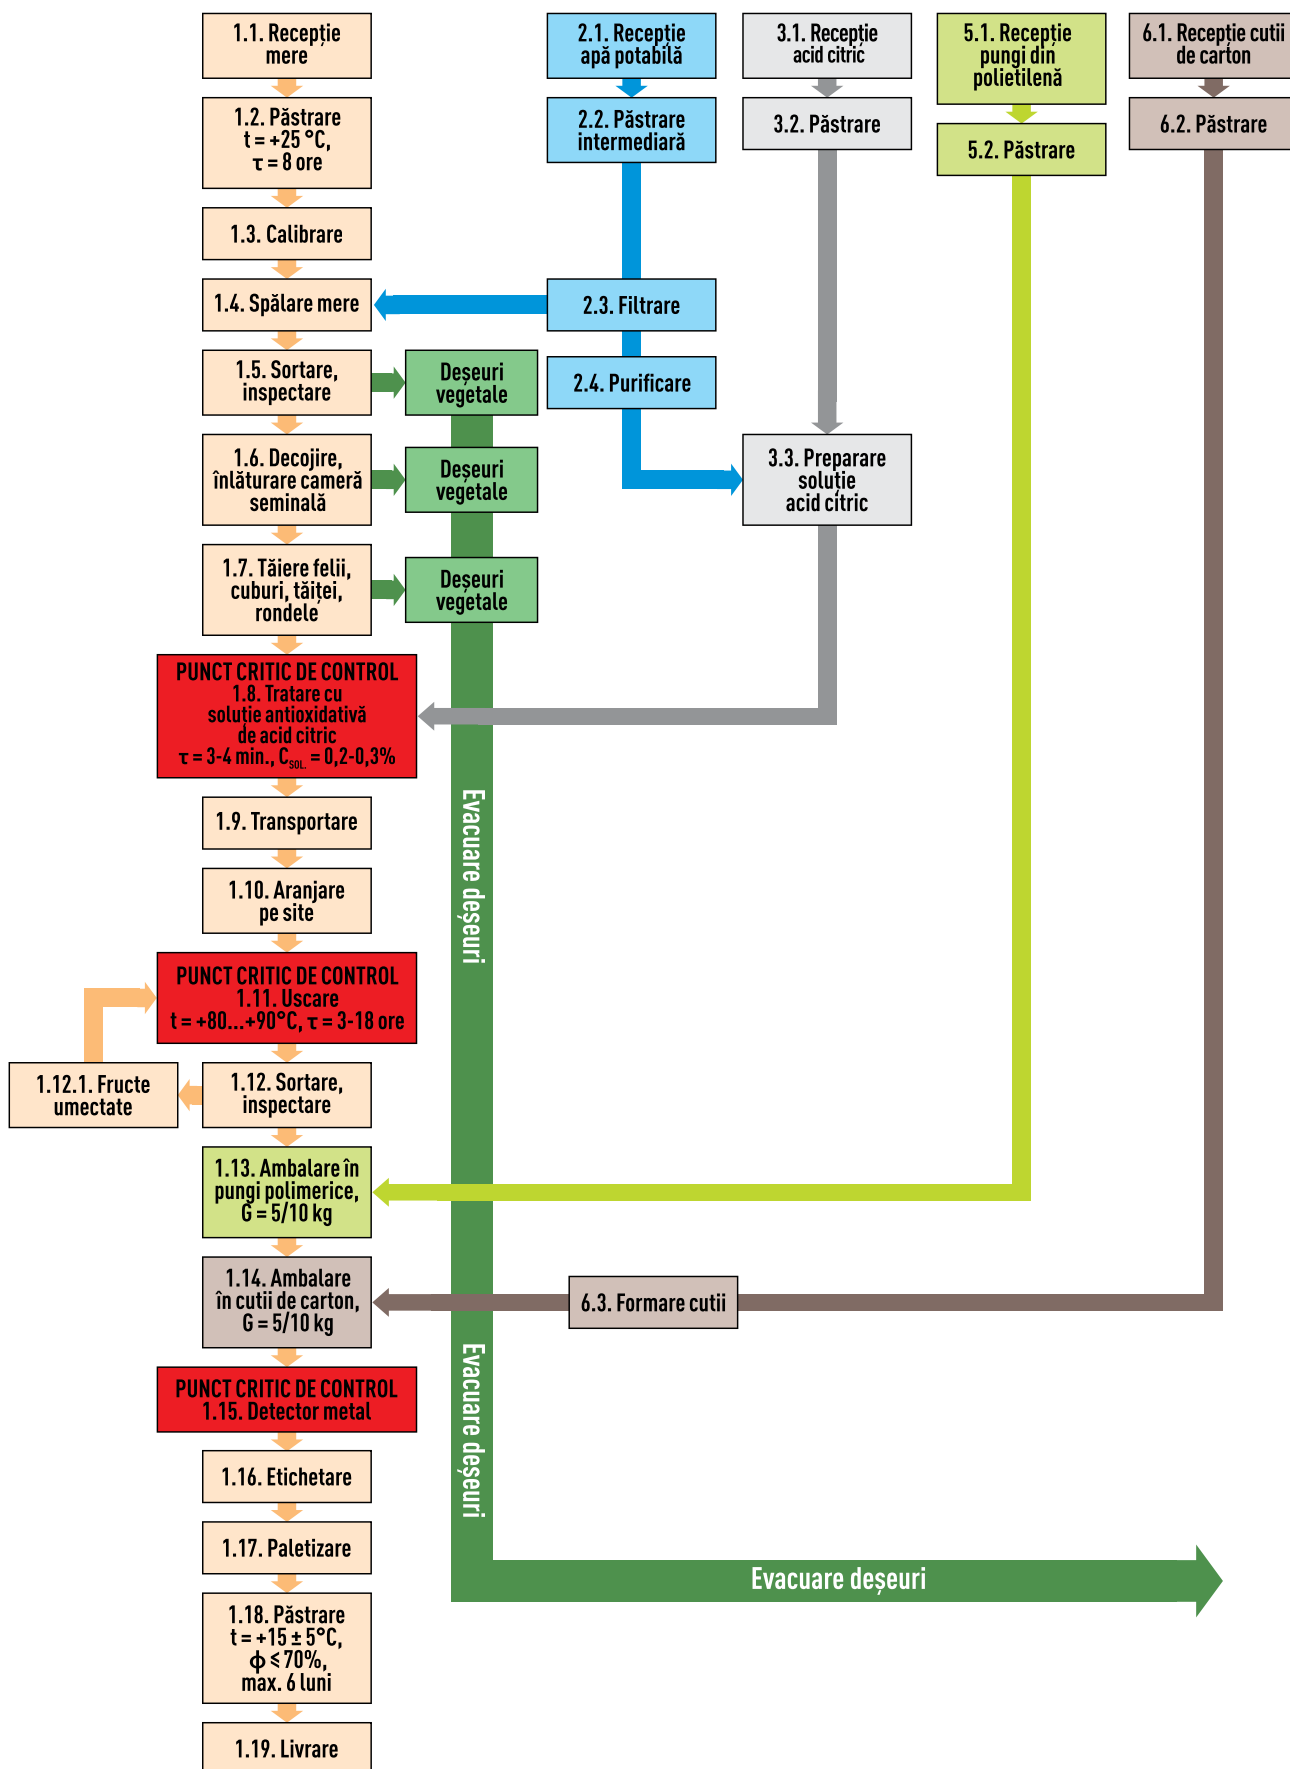 1.1. Recepție
mere
1.2. Păstrare
t = +25 °C,
τ = 8 ore
1.3. Calibrare
1.4. Spălare mere
1.5. Sortare,
inspectare
1.6. Decojire,
înlăturare cameră
seminală
1.7. Tăiere felii,
cuburi, tăiței,
rondele
PUNCT CRITIC DE CONTROL
1.8. Tratare cu
soluție antioxidativă
de acid citric
τ = 3-4 min., C SOL. = 0,2-0,3%
1.9. Transportare
1.10. Aranjare
pe site
PUNCT CRITIC DE CONTROL
1.11. Uscare
t = +80...+90°C, τ = 3-18 ore
1.12.1. Fructe
umectate
1.12. Sortare,
inspectare
1.13. Ambalare în
pungi polimerice,
G = 5/10 kg
1.14. Ambalare
în cutii de carton,
G = 5/10 kg
PUNCT CRITIC DE CONTROL
1.15. Detector metal
1.16. Etichetare
1.17. Paletizare
1.18. Păstrare
t = +15 ± 5°C,
ϕ ≤ 70%,
max. 6 luni
1.19. Livrare
Deșeuri
vegetale
Deșeuri
vegetale
Deșeuri
vegetale
Evacuare deșeuri
Evacuare deșeuri
Evacuare deșeuri
2.1. Recepție
apă potabilă
2.2. Păstrare
intermediară
2.3. Filtrare
2.4. Purificare
3.1. Recepție
acid citric
3.2. Păstrare
3.3. Preparare
soluție
acid citric
5.1. Recepție
pungi din
polietilenă
5.2. Păstrare
6.1. Recepție cutii
de carton
6.2. Păstrare
6.3. Formare cutii